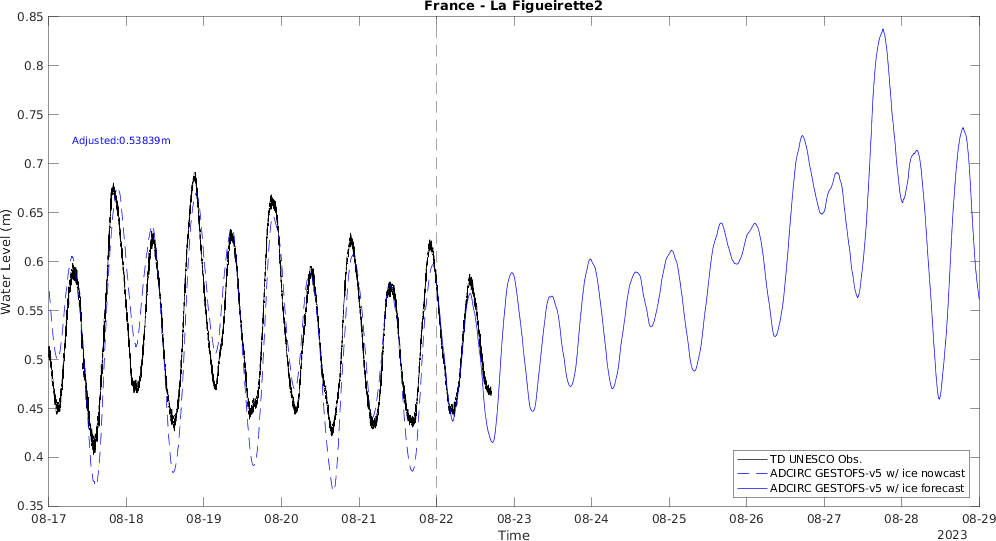 France - La Figueirette2
Water Level (m)
0.85
0.8
0.75
0.7
0.65
0.6
0.55
0.5
0.45
0.4
0.35
Adjusted:0.53839m
TD UNESCO Obs.
ADCIRC GESTOFS-v5 w/ ice nowcast
ADCIRC GESTOFS-v5 w/ ice forecast
08-17 08-18 08-19 08-20 08-21 08-22 08-23 08-24 08-25 08-26 08-27 08-28 08-29
Time
2023